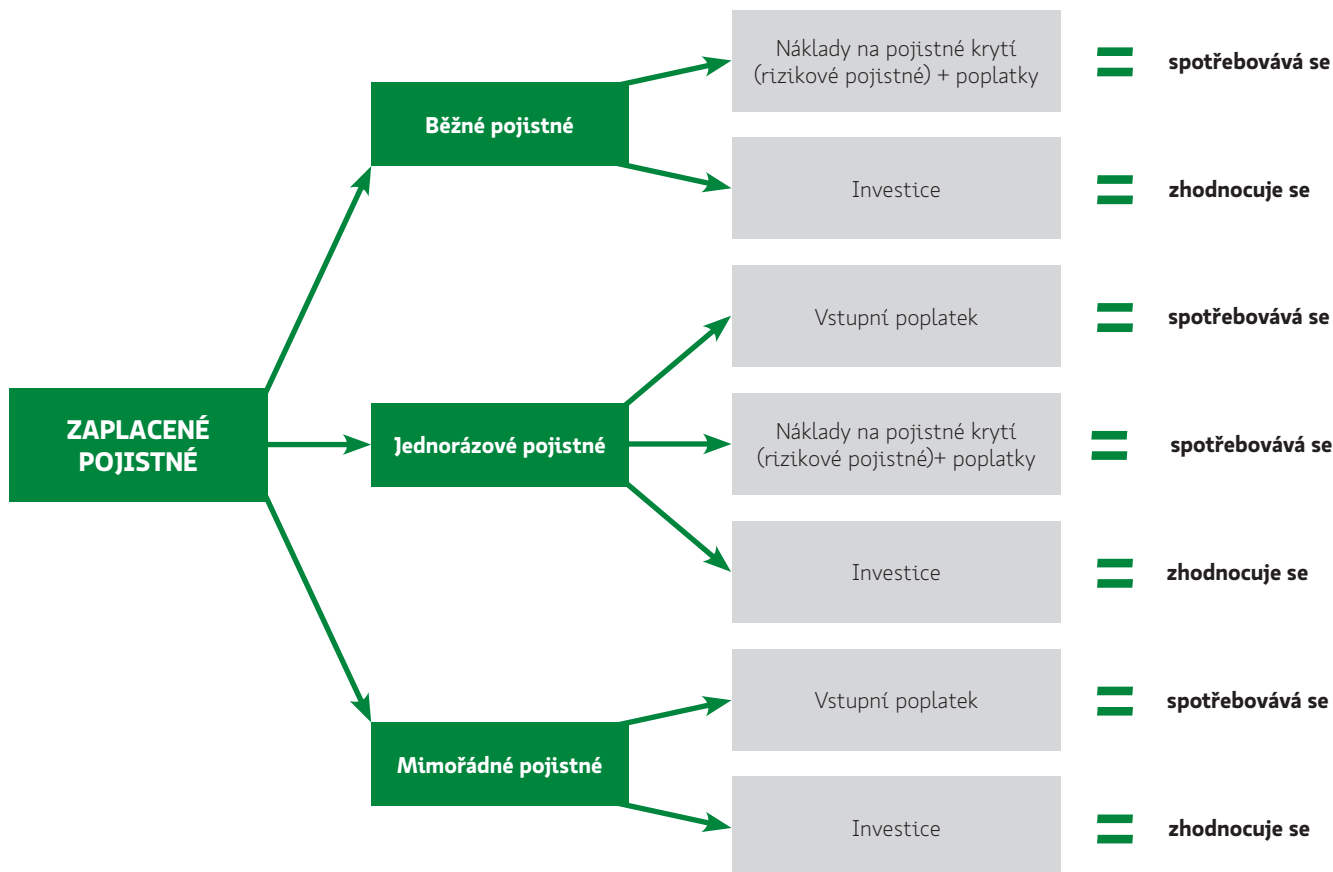 Náklady na pojistné krytí
(rizikové pojistné) + poplatky
=
spotřebovává se
Běžné pojistné
Investice
=
zhodnocuje se
Vstupní poplatek
=
spotřebovává se
ZAPLACENÉ
POJISTNÉ
Jednorázové pojistné
Náklady na pojistné krytí
(rizikové pojistné)+ poplatky
=
spotřebovává se
Investice
=
zhodnocuje se
Vstupní poplatek
=
spotřebovává se
Mimořádné pojistné
Investice
=
zhodnocuje se